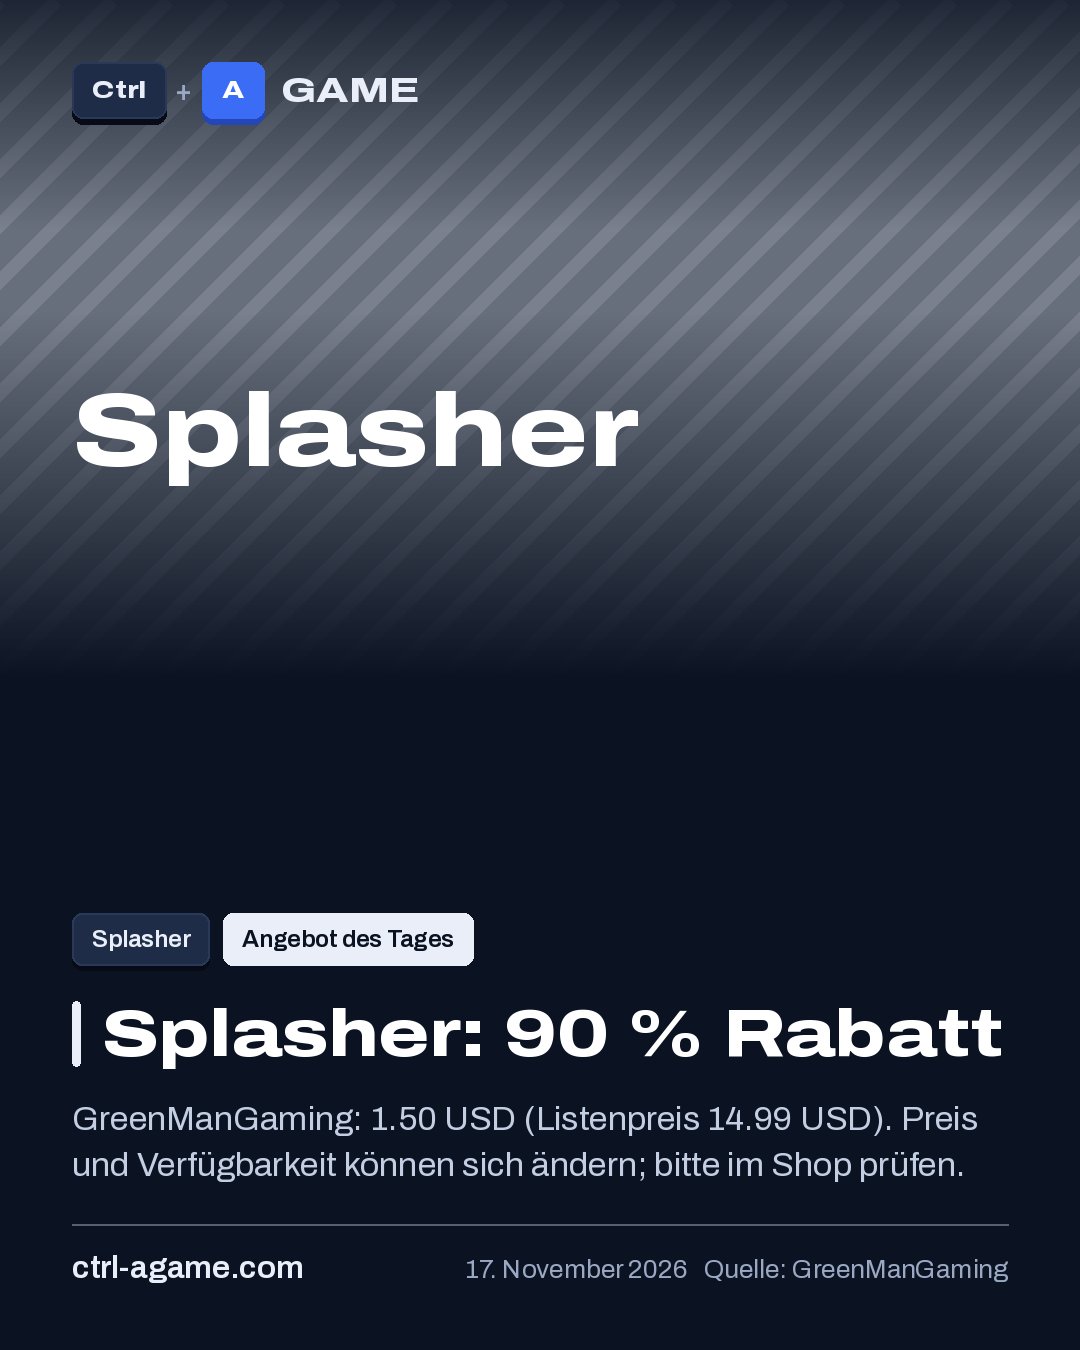 Ctrl + A GAME
Splasher
Splasher Angebot des Tages
Splasher: 90 % Rabatt
GreenManGaming: 1.50 USD (Listenpreis 14.99 USD). Preis
und Verfügbarkeit können sich ändern; bitte im Shop prüfen.
ctrl-agame.com 17. November 2026 Quelle: GreenManGaming